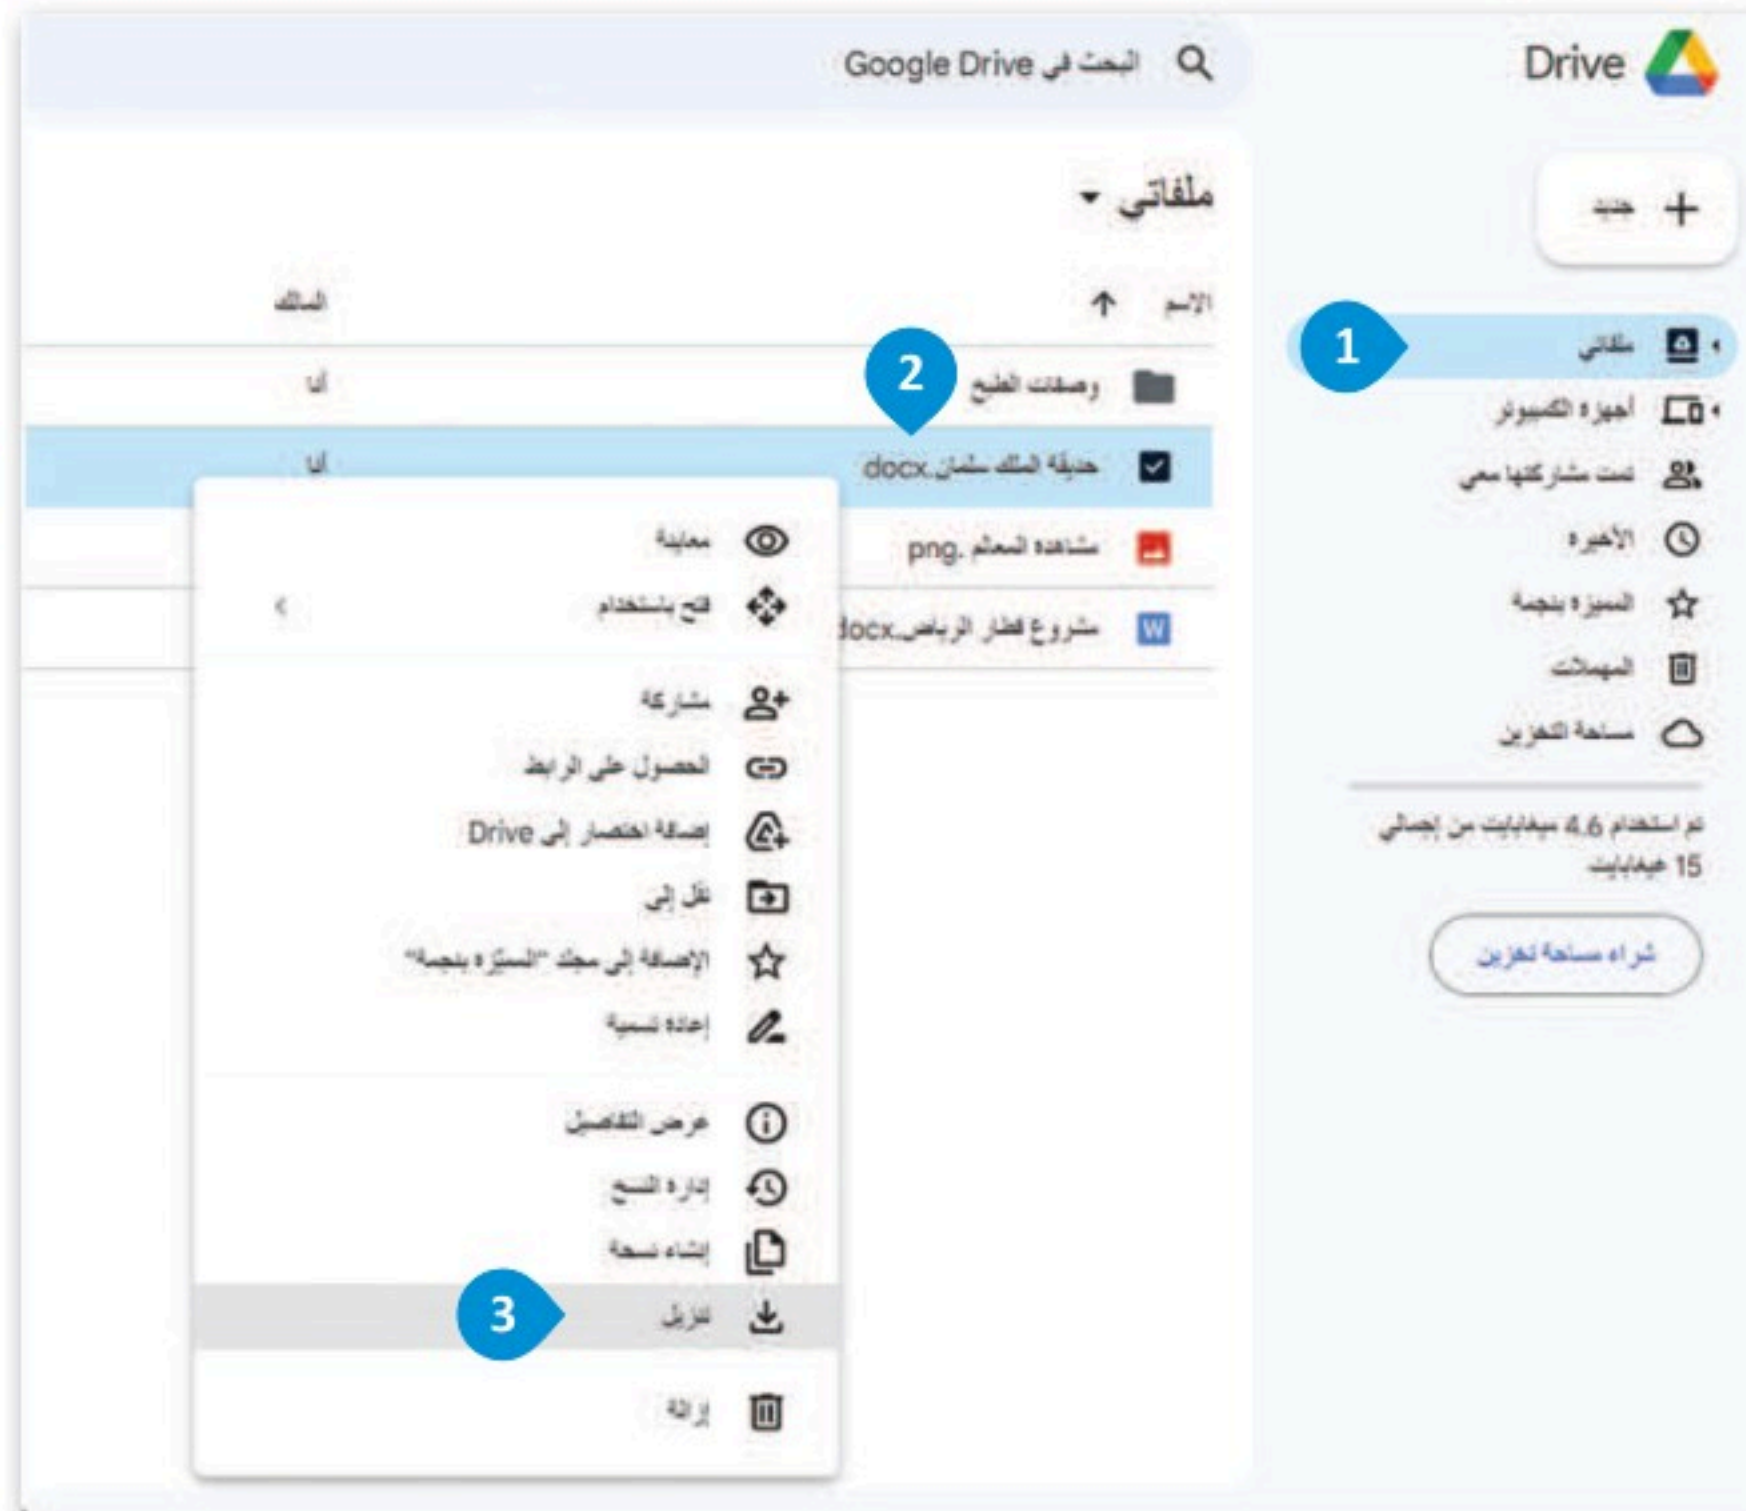 Drive
البحث في Google Drive
جديد
ملفاتي
1
أجهزة الكمبيوتر
تمت مشاركتها معي
الأخيرة
المميزة بنجمة
المهملات
مساحة التخزين
تم استخدام 4.6 ميغابايت من إجمالي
15 غيغابايت
شراء مساحة تخزين
ملفاتي
الاسم
المالك
وصفات الطبخ
أنا
2
حديقة الملك سلمان.docx
أنا
مشاهدة المعالم .png
مشروع قطار الرياض.docx
معاينة
فتح باستخدام
مشاركة
الحصول على الرابط
إضافة اختصار إلى Drive
نقل إلى
الإضافة إلى مجلد "المميّزة بنجمة"
إعادة تسمية
عرض التفاصيل
إدارة النسخ
إنشاء نسخة
تنزيل
3
إزالة